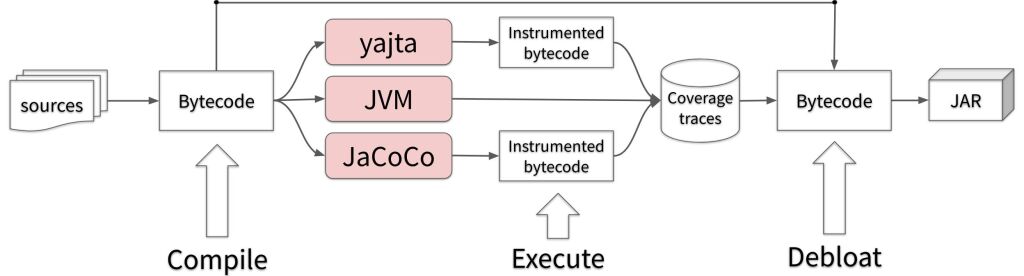 sources
Bytecode
yajta
JVM
JaCoCo
Instrumented
bytecode
Instrumented
bytecode
Coverage
traces
Bytecode
JAR
Compile
Execute
Debloat